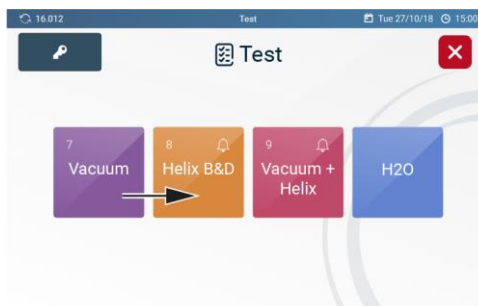 16.012
Test
Tue 27/10/18
15:00
Test
7
Vacuum
8
Helix B&D
9
Vacuum +
Helix
H2O